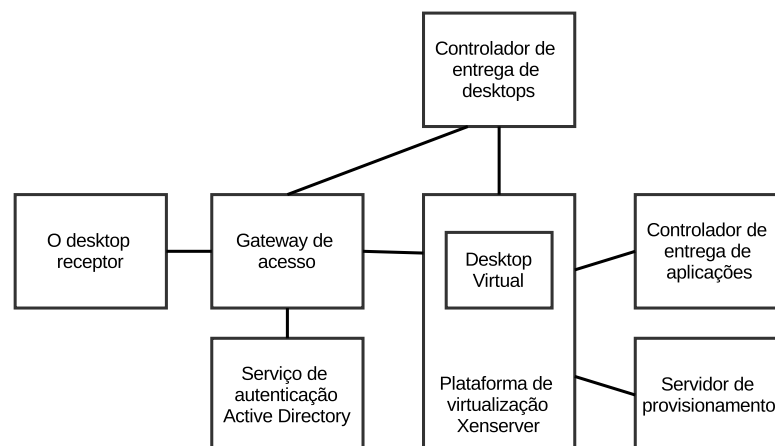 Controlador de
entrega de
desktops
O desktop
receptor
Gateway de
acesso
Desktop
Virtual
Controlador de
entrega de
aplicações
Serviço de
autenticação
Active Directory
Plataforma de
virtualização
Xenserver
Servidor de
provisionamento